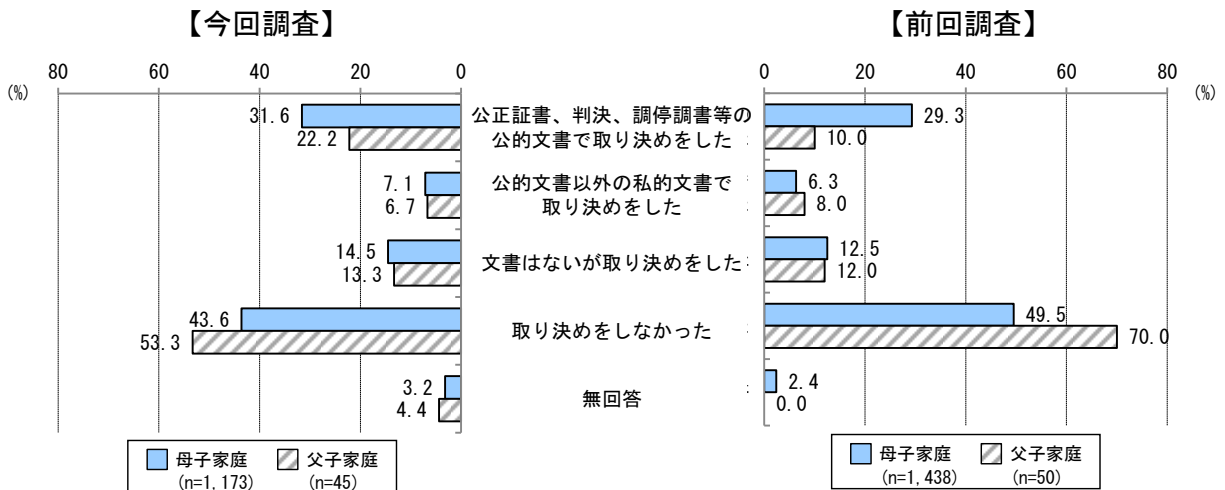 【今回調査】
【前回調査】
80 60 40 20 0
(%)
0 20 40 60 80
(%)
31.6
22.2
公正証書、判決、調停調書等の
公的文書で取り決めをした
29.3
10.0
7.1
6.7
公的文書以外の私的文書で
取り決めをした
6.3
8.0
14.5
13.3
文書はないが取り決めをした
12.5
12.0
43.6
53.3
取り決めをしなかった
49.5
70.0
3.2
4.4
無回答
2.4
0.0
母子家庭 父子家庭
(n=1,173) (n=45)
母子家庭 父子家庭
(n=1,438) (n=50)